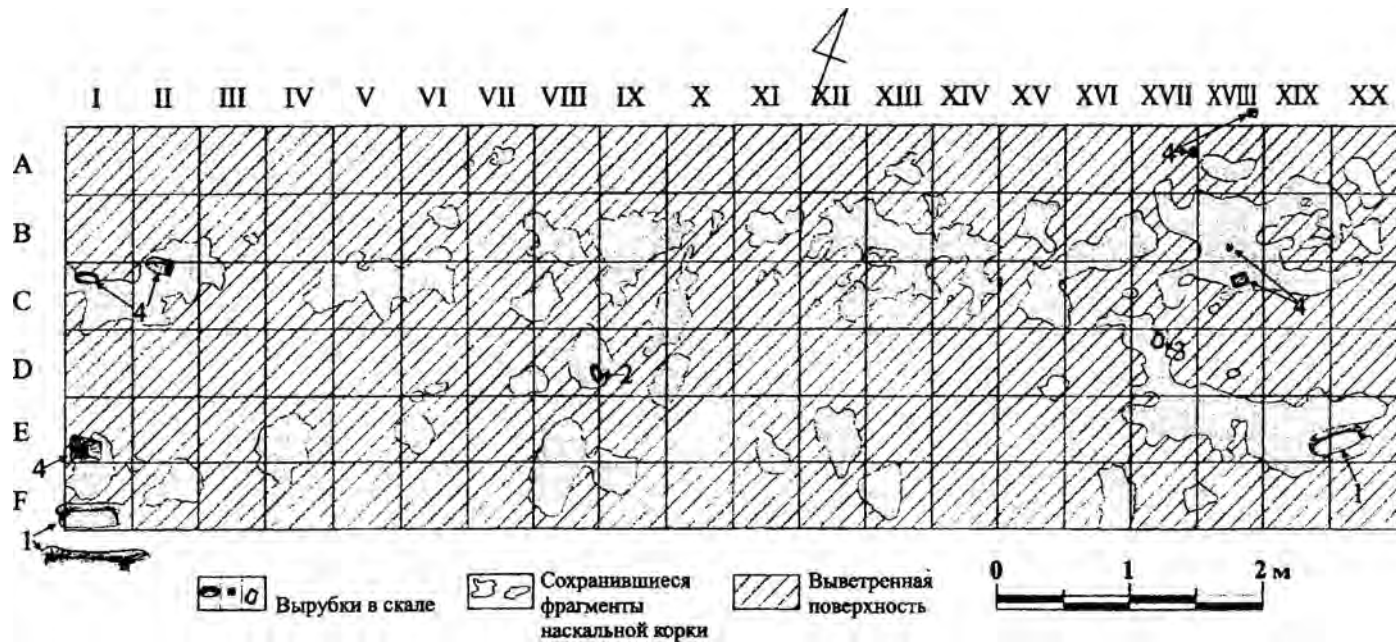 I II III IV V VI VII VIII IX X XI XII XIII XIV XV XVI XVII XVIII XIX XX
A
4
B
C
4
4
D
2
3
E
4
1
F
1
0 1 2 м
Вырубки в скале
Сохранившиеся
фрагменты
наскальной корки
Выветренная
поверхность